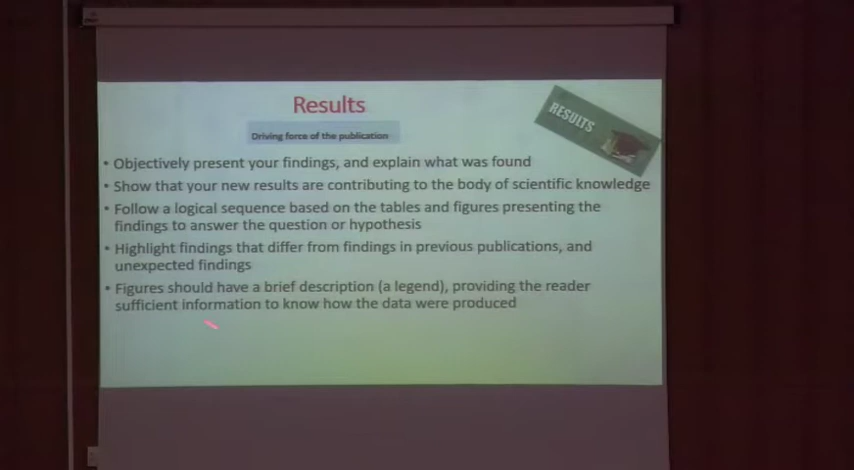 Results
RESULTS
Driving force of the publication
• Objectively present your findings, and explain what was found
• Show that your new results are contributing to the body of scientific knowledge
• Follow a logical sequence based on the tables and figures presenting the
findings to answer the question or hypothesis
• Highlight findings that differ from findings in previous publications, and
unexpected findings
• Figures should have a brief description (a legend), providing the reader
sufficient information to know how the data were produced